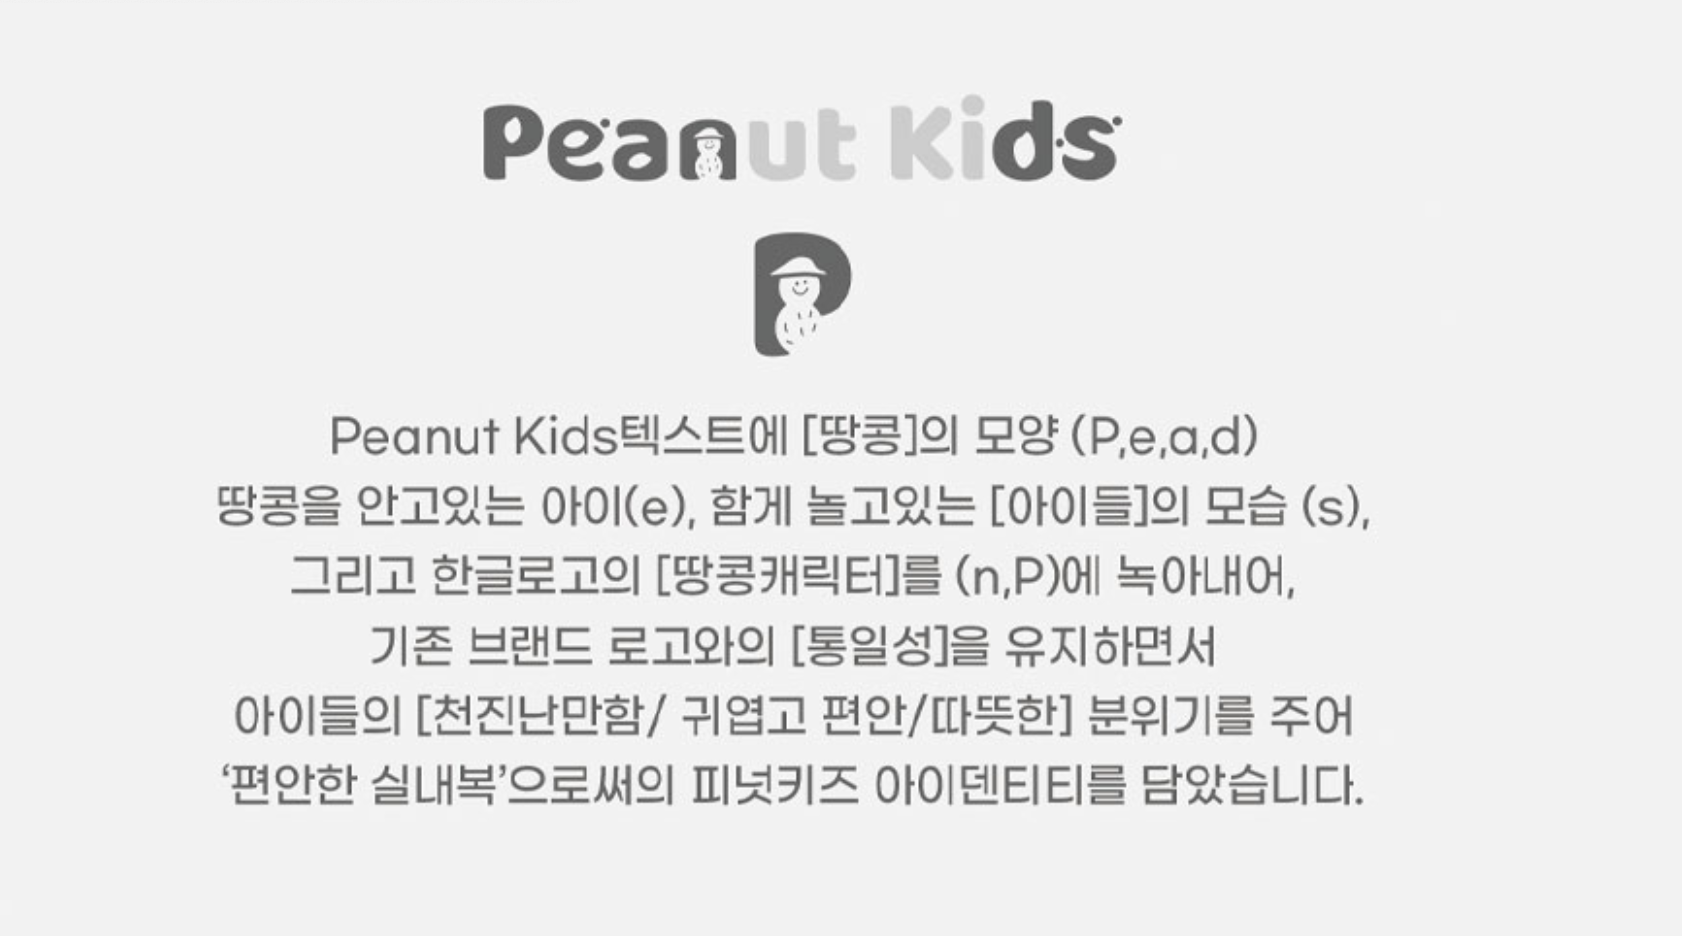 Peanut Kids
P
Peanut Kids텍스트에 [땅콩]의 모양 (P,e,a,d)
땅콩을 안고있는 아이(e), 함게 놀고있는 [아이들]의 모습 (s),
그리고 한글로고의 [땅콩캐릭터]를 (n,P)에 녹아내어,
기존 브랜드 로고와의 [통일성]을 유지하면서
아이들의 [천진난만함/ 귀엽고 편안/따뜻한] 분위기를 주어
‘편안한 실내복’으로써의 피넛키즈 아이덴티티를 담았습니다.